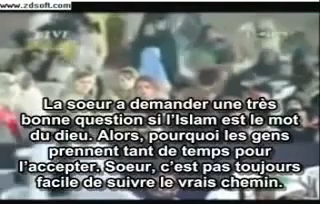 www.zdsoft.com
LIVE
La soeur a demander une très
bonne question si l'Islam est le mot
du dieu. Alors, pourquoi les gens
prennent tant de temps pour
l'accepter. Soeur, c'est pas toujours
facile de suivre le vrais chemin.